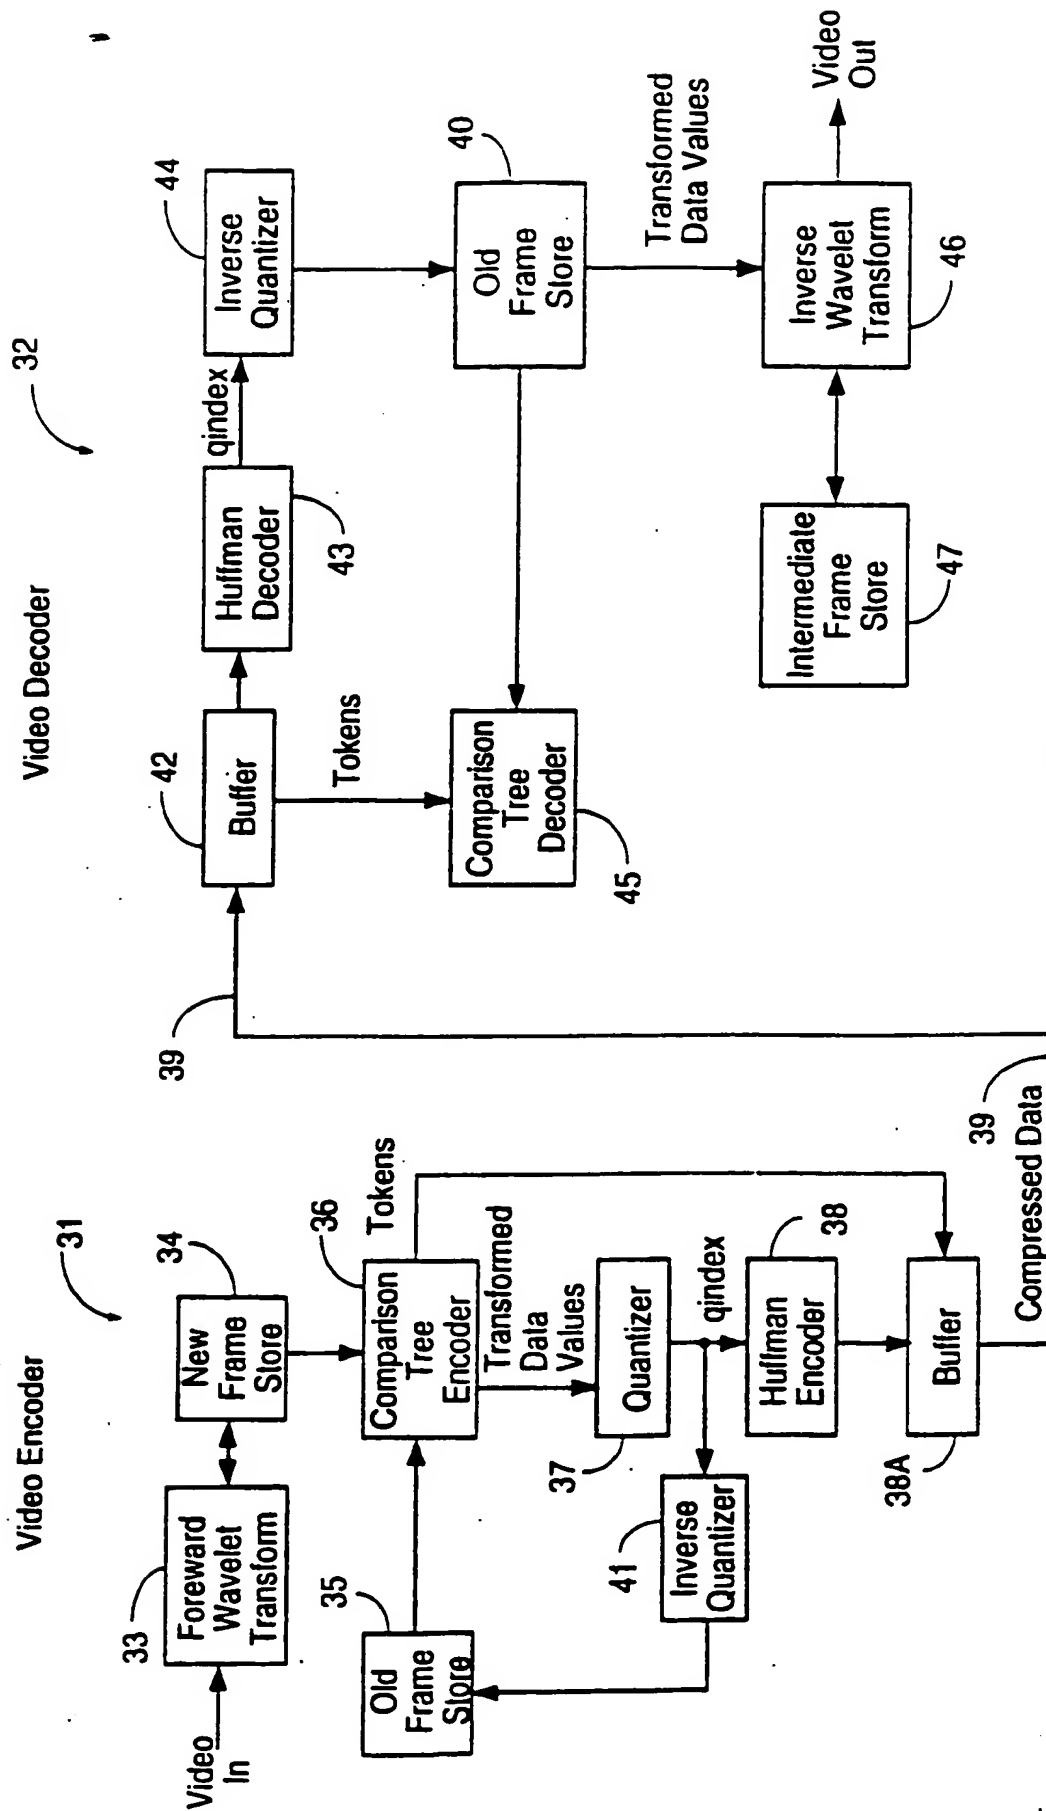 Video Encoder
31
Video
In
33
Foreward
Wavelet
Transform
34
New
Frame
Store
35
Old
Frame
Store
36
Comparison
Tree
Encoder
Tokens
Transformed
Data
Values
37
Quantizer
qindex
41
Inverse
Quantizer
38
Huffman
Encoder
38A
Buffer
39
Compressed Data
Video Decoder
32
39
42
Buffer
Tokens
43
Huffman
Decoder
qindex
44
Inverse
Quantizer
45
Comparison
Tree
Decoder
40
Old
Frame
Store
Transformed
Data Values
46
Inverse
Wavelet
Transform
47
Intermediate
Frame
Store
Video
Out